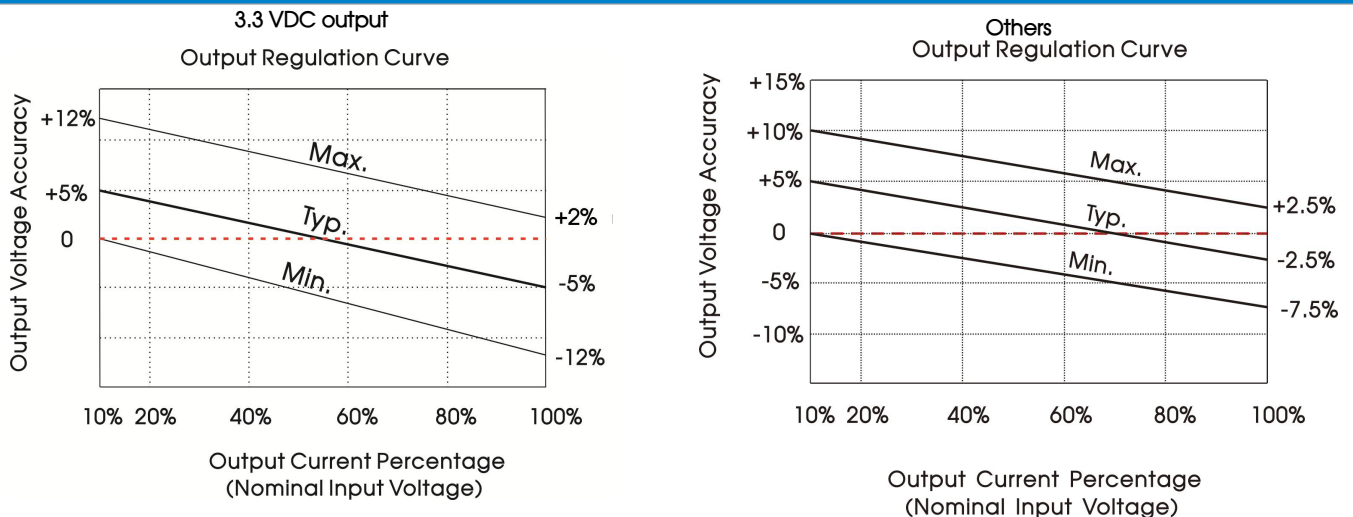 3.3 VDC output
Output Regulation Curve
Output Voltage Accuracy
+12%
+5%
0
Max.
Typ.
Min.
+2%
-5%
-12%
10% 20% 40% 60% 80% 100%
Output Current Percentage
(Nominal Input Voltage)
Others
Output Regulation Curve
Output Voltage Accuracy
+15%
+10%
+5%
0
-5%
-10%
Max.
Typ.
Min.
+2.5%
-2.5%
-7.5%
10% 20% 40% 60% 80% 100%
Output Current Percentage
(Nominal Input Voltage)